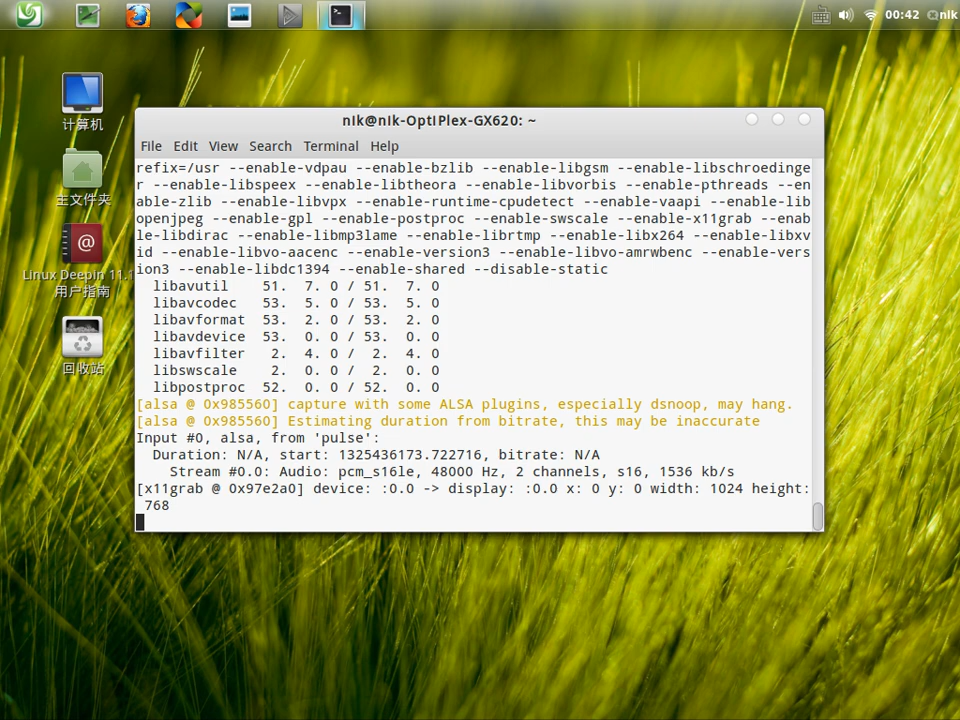 00:42 nik
计算机
主文件夹
Linux Deepin 11.1
用户指南
回收站
nik@nik-OptiPlex-GX620: ~
File Edit View Search Terminal Help
refix=/usr --enable-vdpau --enable-bzlib --enable-libgsm --enable-libschroedinge
r --enable-libspeex --enable-libtheora --enable-libvorbis --enable-pthreads --en
able-zlib --enable-libvpx --enable-runtime-cpudetect --enable-vaapi --enable-lib
openjpeg --enable-gpl --enable-postproc --enable-swscale --enable-x11grab --enab
le-libdirac --enable-libmp3lame --enable-librtmp --enable-libx264 --enable-libxv
id --enable-libvo-aacenc --enable-version3 --enable-libvo-amrwbenc --enable-vers
ion3 --enable-libdc1394 --enable-shared --disable-static
libavutil    51.  7. 0 / 51.  7. 0
libavcodec   53.  5. 0 / 53.  5. 0
libavformat  53.  2. 0 / 53.  2. 0
libavdevice  53.  0. 0 / 53.  0. 0
libavfilter   2.  4. 0 /  2.  4. 0
libswscale    2.  0. 0 /  2.  0. 0
libpostproc  52.  0. 0 / 52.  0. 0
[alsa @ 0x985560] capture with some ALSA plugins, especially dsnoop, may hang.
[alsa @ 0x985560] Estimating duration from bitrate, this may be inaccurate
Input #0, alsa, from 'pulse':
Duration: N/A, start: 1325436173.722716, bitrate: N/A
Stream #0.0: Audio: pcm_s16le, 48000 Hz, 2 channels, s16, 1536 kb/s
[x11grab @ 0x97e2a0] device: :0.0 -> display: :0.0 x: 0 y: 0 width: 1024 height:
768